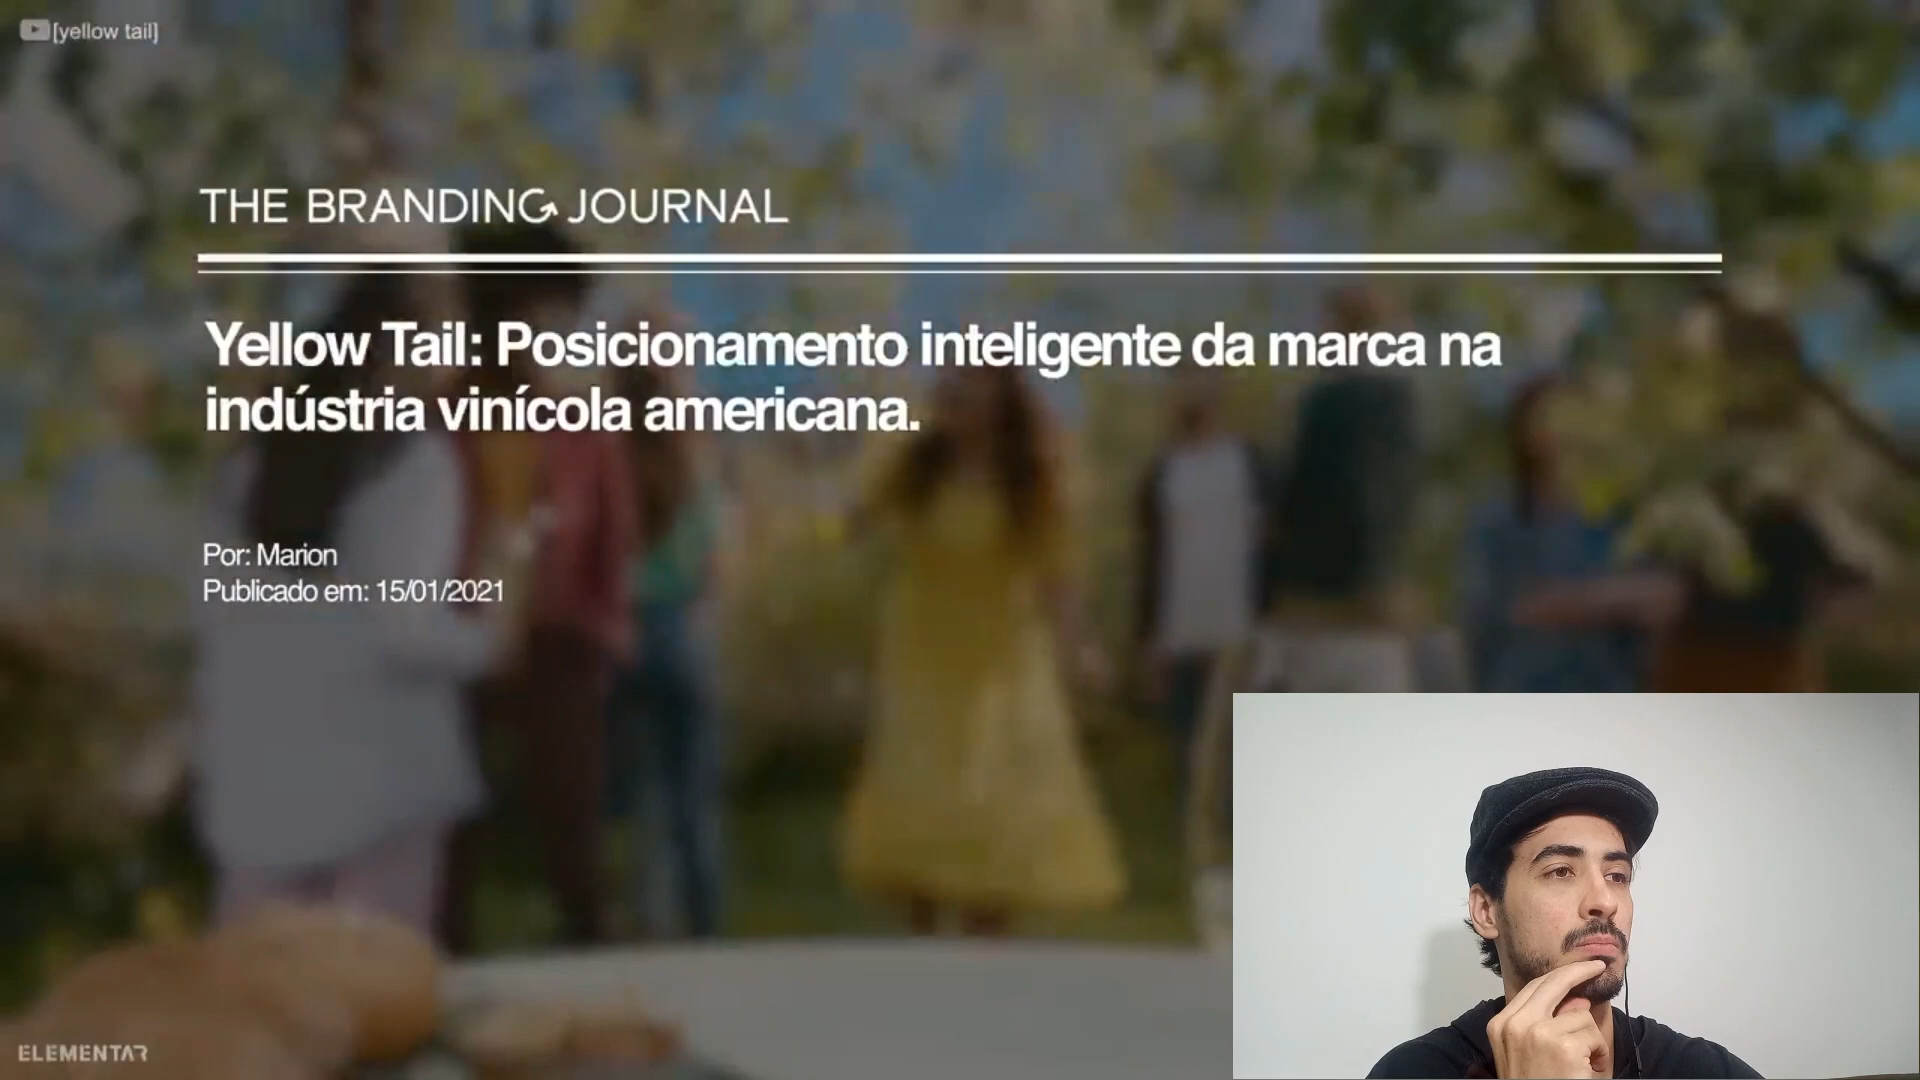 [yellow tail]
THE BRANDING JOURNAL
Yellow Tail: Posicionamento inteligente da marca na
indústria vinícola americana.
Por: Marion
Publicado em: 15/01/2021
ELEMENTAR